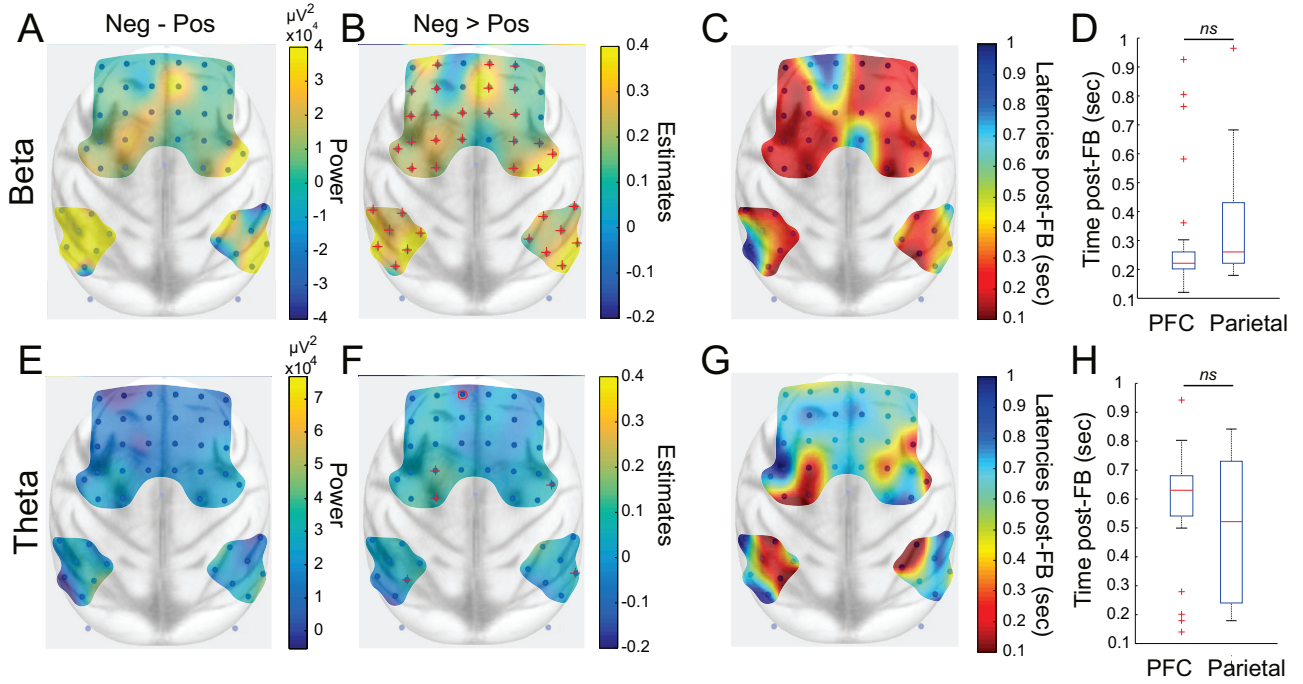 A
Neg - Pos
µV²
x10⁴
4
3
2
1
0
-1
-2
-3
-4
Power
Beta
B
Neg > Pos
0.4
0.3
0.2
0.1
0
-0.1
-0.2
Estimates
C
1
0.9
0.8
0.7
0.6
0.5
0.4
0.3
0.2
0.1
Latencies post-FB (sec)
D
ns
Time post-FB (sec)
1
0.9
0.8
0.7
0.6
0.5
0.4
0.3
0.2
0.1
PFC Parietal
E
µV²
x10⁴
7
6
5
4
3
2
1
0
Power
Theta
F
0.4
0.3
0.2
0.1
0
-0.1
-0.2
Estimates
G
1
0.9
0.8
0.7
0.6
0.5
0.4
0.3
0.2
0.1
Latencies post-FB (sec)
H
ns
Time post-FB (sec)
1
0.9
0.8
0.7
0.6
0.5
0.4
0.3
0.2
0.1
PFC Parietal